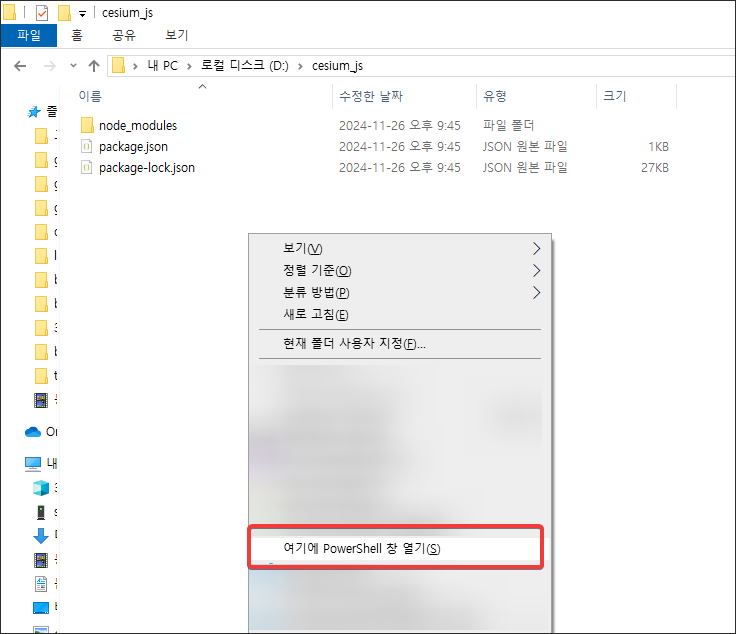 cesium_js
파일 홈 공유 보기
내 PC 로컬 디스크 (D:) cesium_js
이름 수정한 날짜 유형 크기
node_modules 2024-11-26 오후 9:45 파일 폴더
package.json 2024-11-26 오후 9:45 JSON 원본 파일 1KB
package-lock.json 2024-11-26 오후 9:45 JSON 원본 파일 27KB
보기(V)
정렬 기준(O)
분류 방법(P)
새로 고침(E)
현재 폴더 사용자 지정(F)...
여기에 PowerShell 창 열기(S)